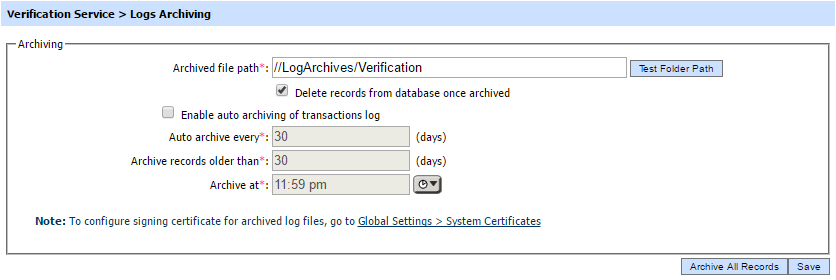 Verification Service > Logs Archiving
Archiving
Archived file path*: //LogArchives/Verification Test Folder Path
Delete records from database once archived
Enable auto archiving of transactions log
Auto archive every*: 30 (days)
Archive records older than*: 30 (days)
Archive at*: 11:59 pm
Note: To configure signing certificate for archived log files, go to Global Settings > System Certificates
Archive All Records Save